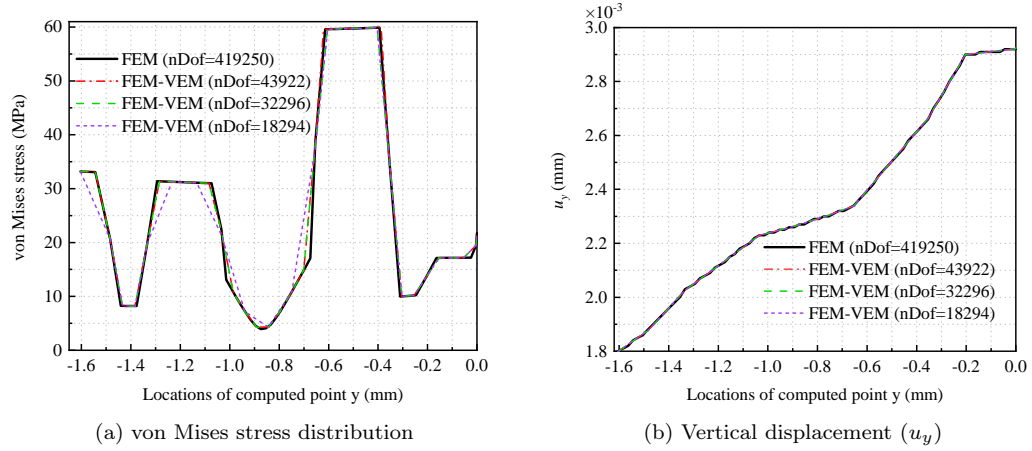 60
50
40
30
20
10
0
von Mises stress (MPa)
FEM (nDof=419250)
FEM-VEM (nDof=43922)
FEM-VEM (nDof=32296)
FEM-VEM (nDof=18294)
-1.6 -1.4 -1.2 -1.0 -0.8 -0.6 -0.4 -0.2 0.0
Locations of computed point y (mm)
(a) von Mises stress distribution
×10⁻³
3.0
2.8
2.6
2.4
2.2
2.0
1.8
u_y (mm)
FEM (nDof=419250)
FEM-VEM (nDof=43922)
FEM-VEM (nDof=32296)
FEM-VEM (nDof=18294)
-1.6 -1.4 -1.2 -1.0 -0.8 -0.6 -0.4 -0.2 0.0
Locations of computed point y (mm)
(b) Vertical displacement (u_y)